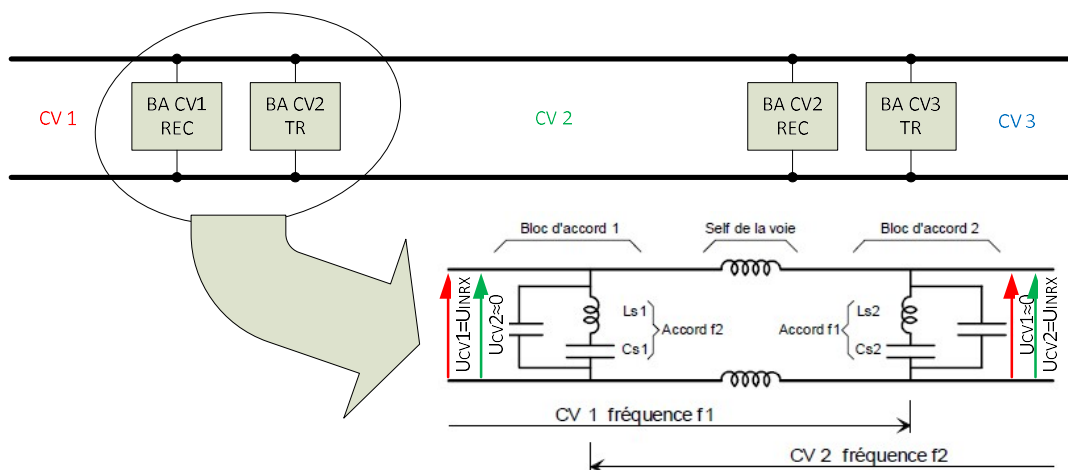 CV 1
BA CV1
REC
BA CV2
TR
CV 2
BA CV2
REC
BA CV3
TR
CV 3
Bloc d'accord 1
Self de la voie
Bloc d'accord 2
UCV1=UINRX
UCV2≈0
Ls1
Cs1
Accord f2
Accord f1
Ls2
Cs2
UCV1≈0
UCV2=UINRX
CV 1 fréquence f1
CV 2 fréquence f2